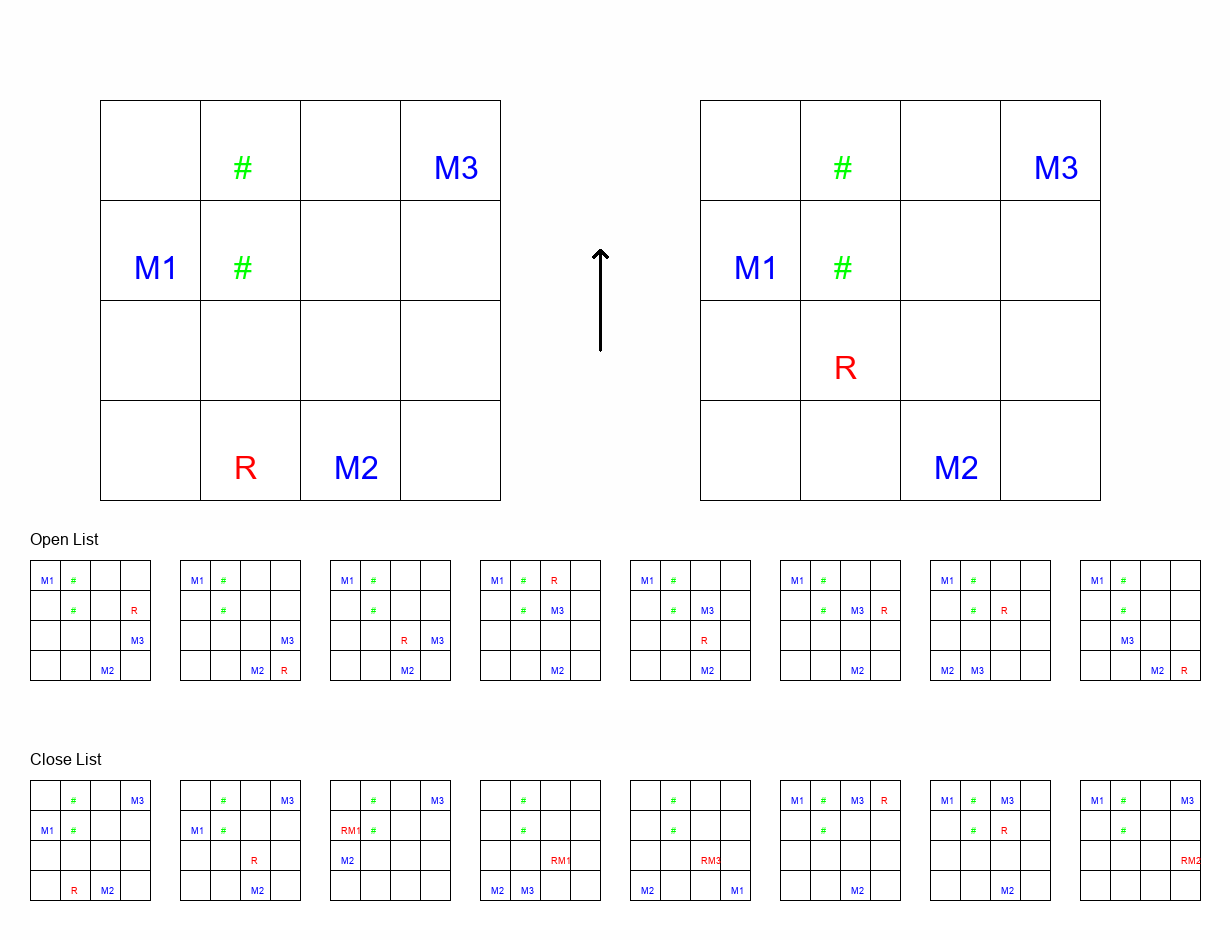 # M3 # M3
M1 # M1 #
R
R M2 M2
Open List
M1 # M1 # M1 # M1 # R M1 # M1 # M1 # M1 #
# R # # # M3 # M3 # M3 R # R #
M3 M3 R M3 R M3
M2 M2 R M2 M2 M2 M2 M2 M3 M2 R
Close List
# M3 # M3 # M3 # # M1 # M3 R M1 # M3 M1 # M3
M1 # M1 # RM1 # # # # # R #
R M2 RM1 RM3 RM2
R M2 M2 M2 M3 M2 M1 M2 M2